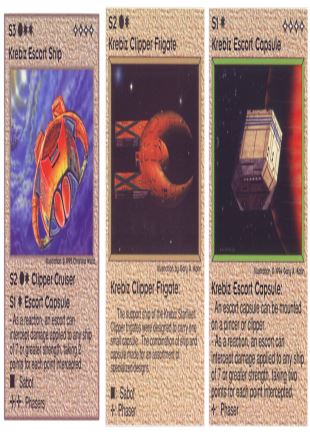 S3
Krebiz Escort Ship
Illustration © 1994 Christina Wald
S2 Clipper Cruiser
S1 Escort Capsule
- As a reaction, an escort can
intercept damage applied to any ship
of 7 or greater strength, taking 2
points for each point intercepted.
: Sabot
: Phasers
S2
Krebiz Clipper Frigate
Illustration by Gary A. Kalin
Krebiz Clipper Frigate:
The support ship of the Krebiz Starfleet.
Clipper frigates were designed to carry one
small capsule. The combination of ship and
capsule made for an assortment of
specialized designs.
: Sabot
: Phaser
S1
Krebiz Escort Capsule
Illustration © 1994 Gary A. Kalin
Krebiz Escort Capsule:
- An escort capsule can be mounted
on a pincer or clipper.
- As a reaction, an escort can
intercept damage applied to any ship
of 7 or greater strength, taking two
points for each point intercepted.
: Phaser